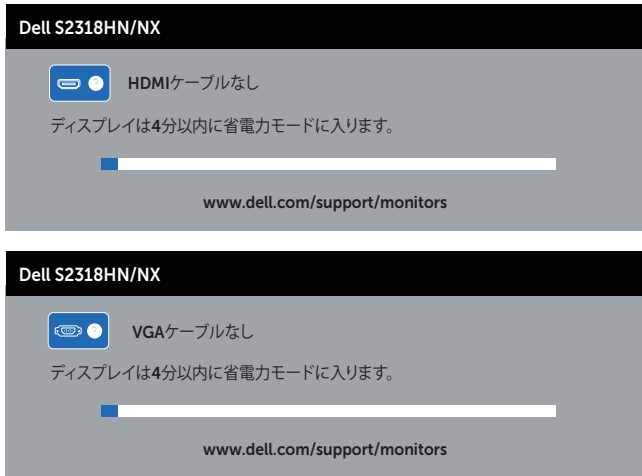 Dell S2318HN/NX
? HDMIケーブルなし
ディスプレイは4分以内に省電力モードに入ります。
www.dell.com/support/monitors
Dell S2318HN/NX
? VGAケーブルなし
ディスプレイは4分以内に省電力モードに入ります。
www.dell.com/support/monitors